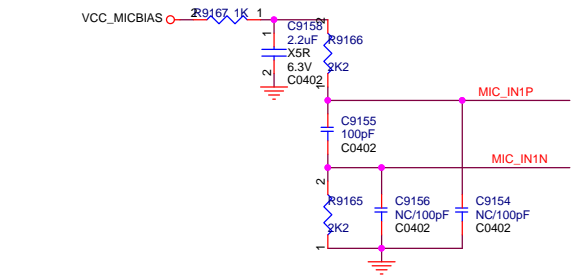 VCC_MICBIAS
2
R9167 1K
1
C9158
2.2uF
X5R
6.3V
C0402
1
2
2
R9166
2K2
1
MIC_IN1P
C9155
100pF
C0402
MIC_IN1N
2
R9165
2K2
1
C9156
NC/100pF
C0402
C9154
NC/100pF
C0402